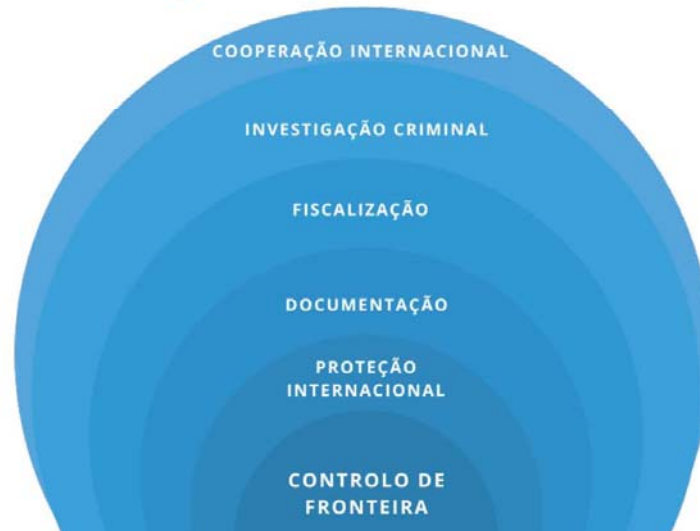 COOPERAÇÃO INTERNACIONAL
INVESTIGAÇÃO CRIMINAL
FISCALIZAÇÃO
DOCUMENTAÇÃO
PROTEÇÃO
INTERNACIONAL
CONTROLO DE
FRONTEIRA